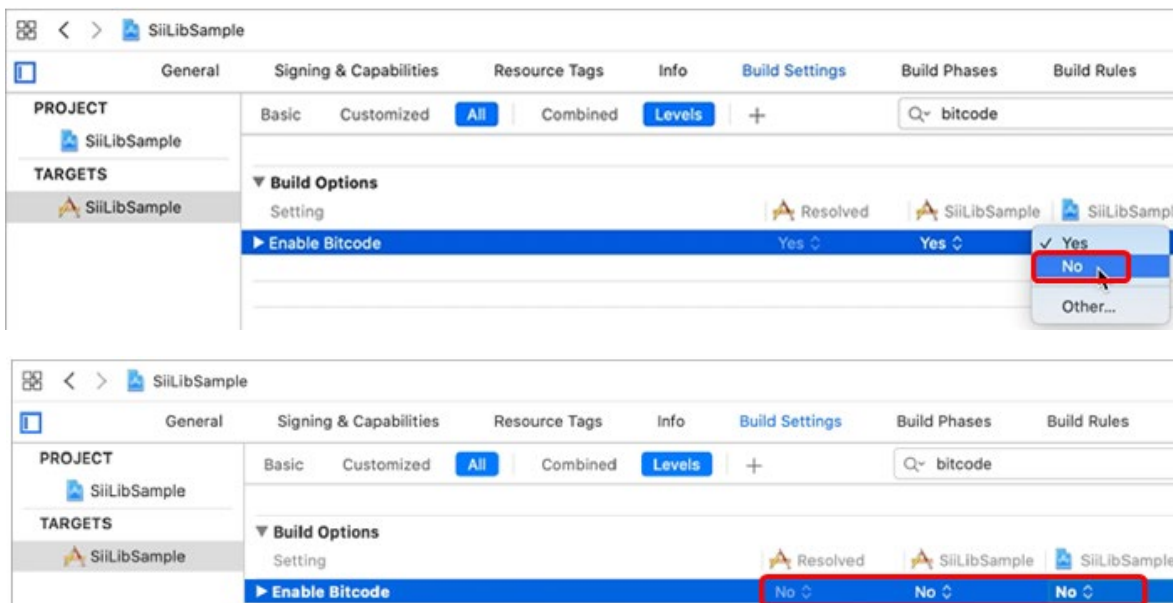 SiiLibSample
General Signing & Capabilities Resource Tags Info Build Settings Build Phases Build Rules
PROJECT
Basic Customized All Combined Levels + bitcode
SiiLibSample
TARGETS
Build Options
SiiLibSample
Setting Resolved SiiLibSample SiiLibSampl
Enable Bitcode Yes Yes Yes
No
Other...
SiiLibSample
General Signing & Capabilities Resource Tags Info Build Settings Build Phases Build Rules
PROJECT
Basic Customized All Combined Levels + bitcode
SiiLibSample
TARGETS
Build Options
SiiLibSample
Setting Resolved SiiLibSample SiiLibSample
Enable Bitcode No No No